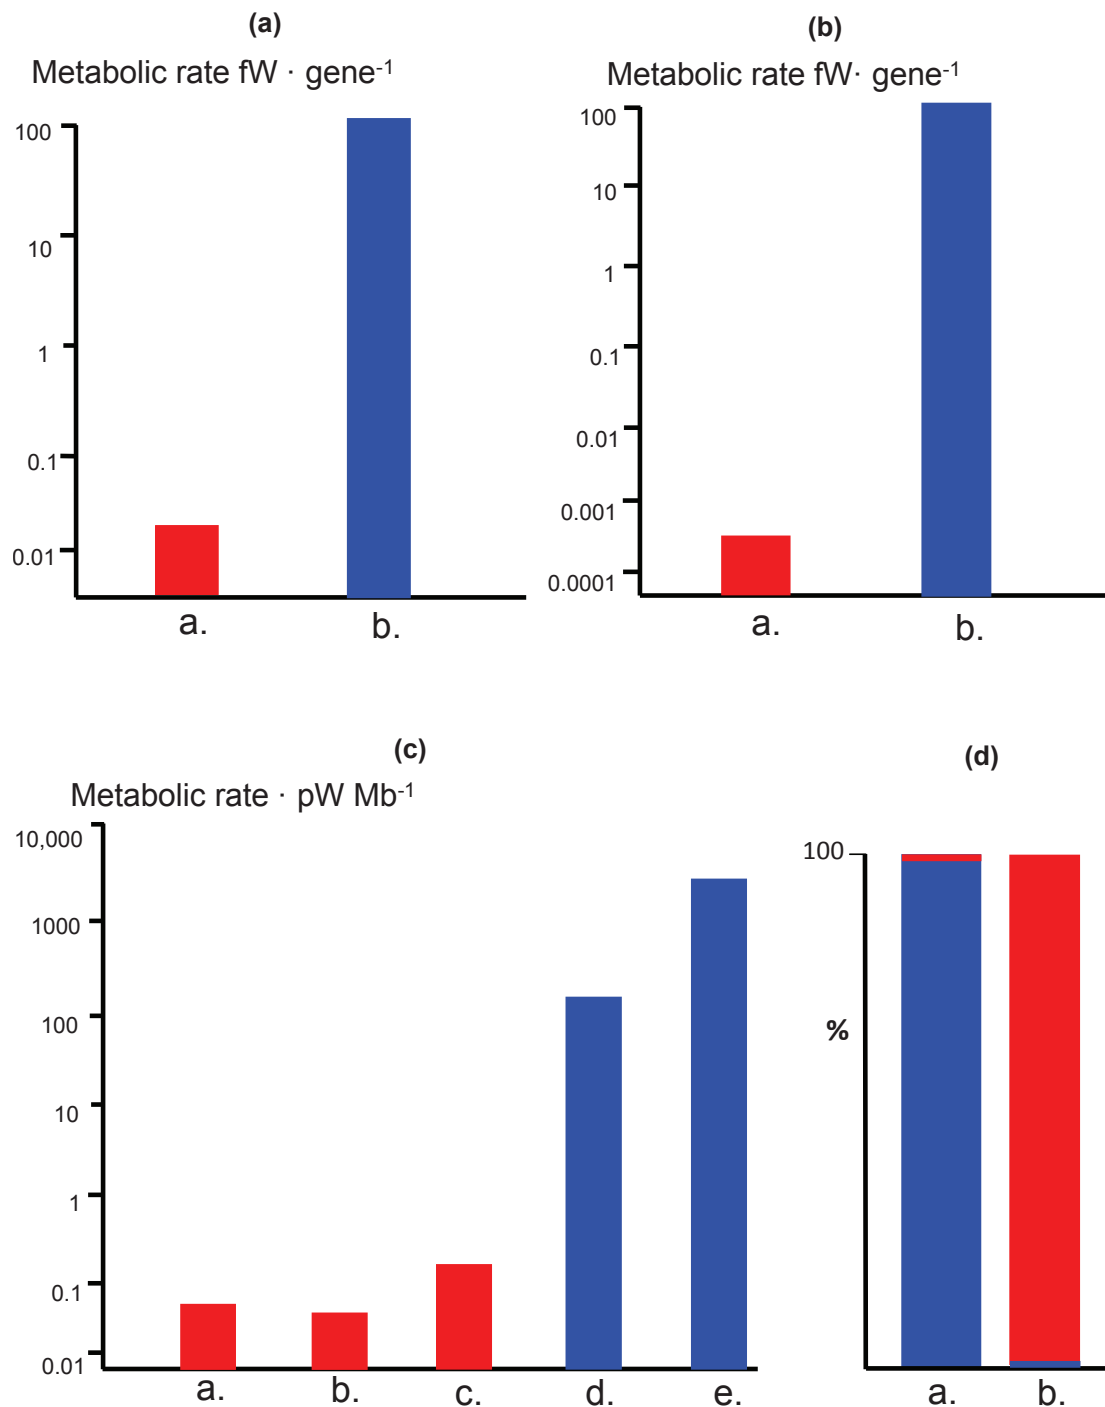 (a)
Metabolic rate fW · gene⁻¹
100
10
1
0.1
0.01
a. b.
(b)
Metabolic rate fW· gene⁻¹
100
10
1
0.1
0.01
0.001
0.0001
a. b.
(c)
Metabolic rate · pW Mb⁻¹
10,000
1000
100
10
1
0.1
0.01
a. b. c. d. e.
(d)
100
%
a. b.